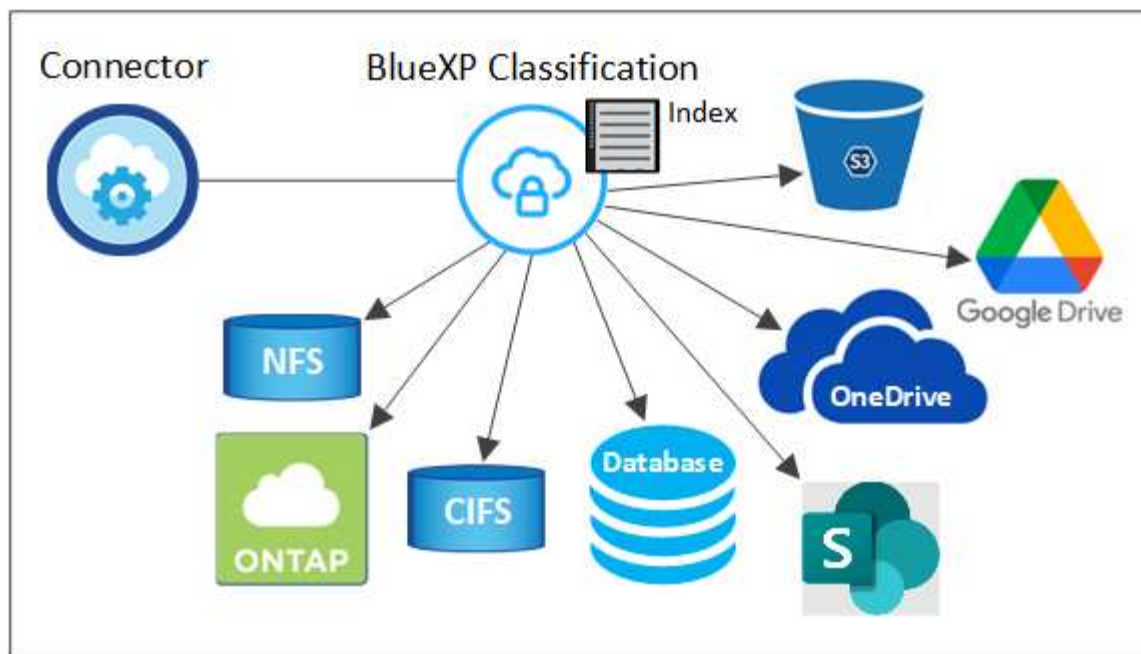 Connector
BlueXP Classification
Index
S3
Google Drive
NFS
OneDrive
ONTAP
CIFS
Database
S